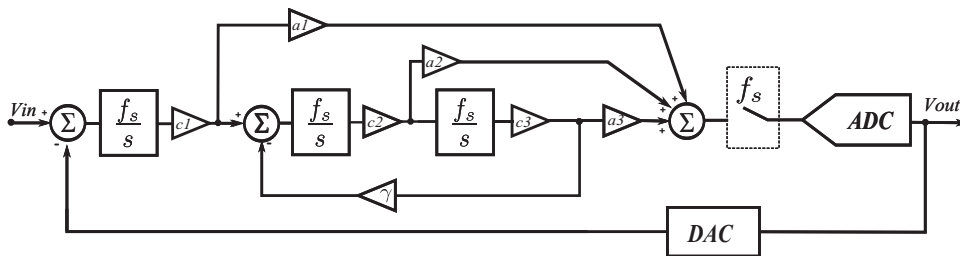 a1
a2
Vin
+
Σ
-
f_s
s
c1
+
Σ
-
f_s
s
c2
f_s
s
c3
a3
+
+
+
Σ
f_s
ADC
Vout
γ
DAC